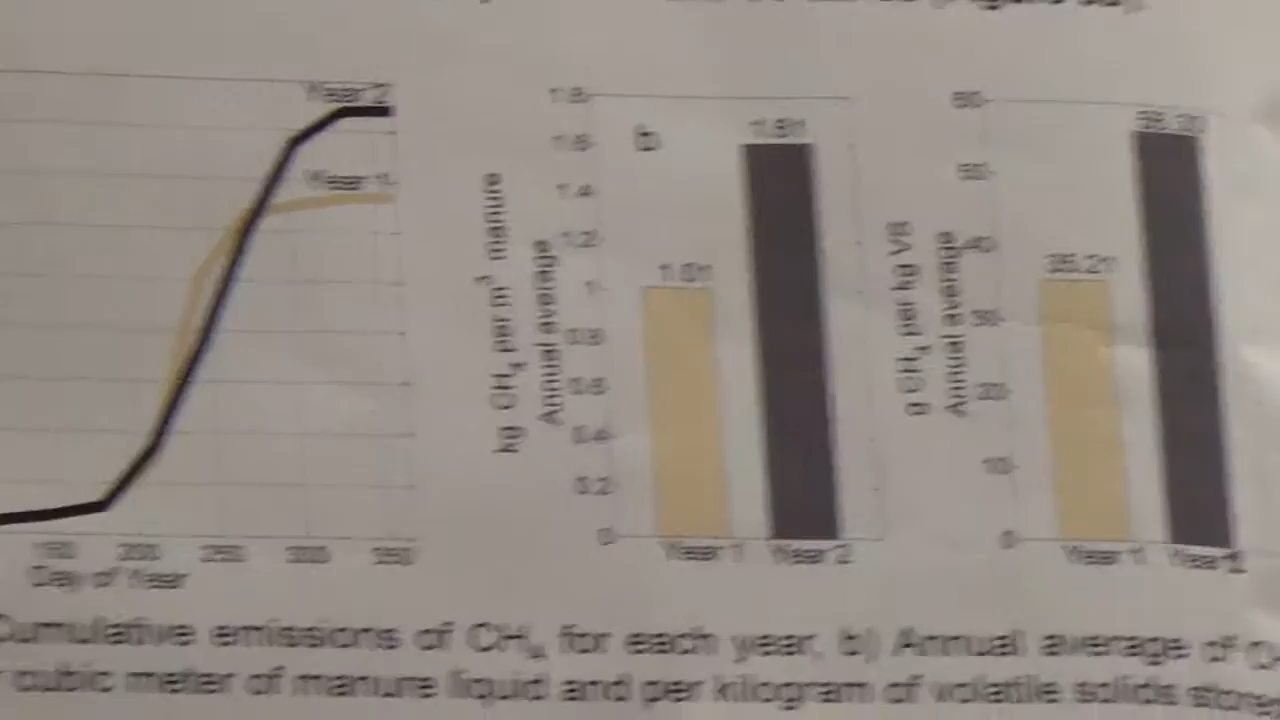 Year 2
Year 1
150 200 250 300 350
Day of Year
kg CH₄ per m³ manure
Annual average
1.8
1.6
1.4
1.2
1
0.8
0.6
0.4
0.2
0
b
1.01
Year 1 Year 2
g CH₄ per kg VS
Annual average
60
50
40
30
20
10
0
35.21
Year 1 Year 2
Cumulative emissions of CH₄ for each year, b) Annual average of
cubic meter of manure liquid and per kilogram of volatile solids